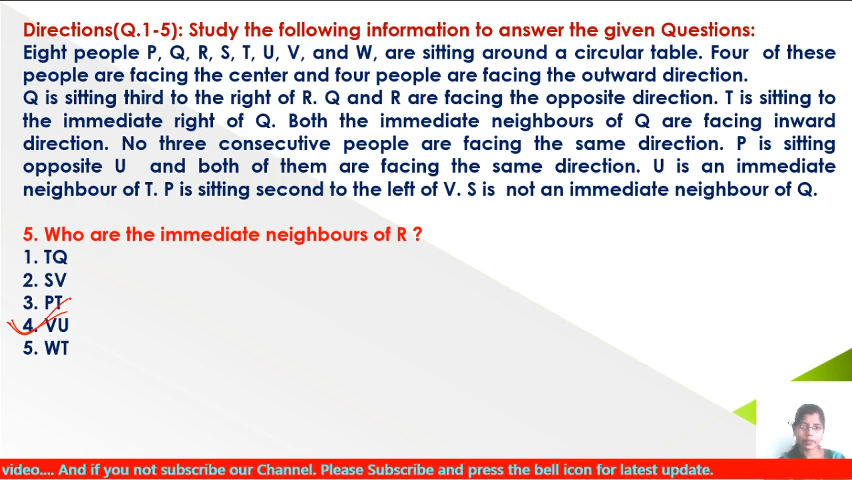 Directions(Q.1-5): Study the following information to answer the given Questions:
Eight people P, Q, R, S, T, U, V, and W, are sitting around a circular table. Four of these
people are facing the center and four people are facing the outward direction.
Q is sitting third to the right of R. Q and R are facing the opposite direction. T is sitting to
the immediate right of Q. Both the immediate neighbours of Q are facing inward
direction. No three consecutive people are facing the same direction. P is sitting
opposite U and both of them are facing the same direction. U is an immediate
neighbour of T. P is sitting second to the left of V. S is not an immediate neighbour of Q.
5. Who are the immediate neighbours of R ?
1. TQ
2. SV
3. PT
4. VU
5. WT
video.... And if you not subscribe our Channel. Please Subscribe and press the bell icon for latest update.